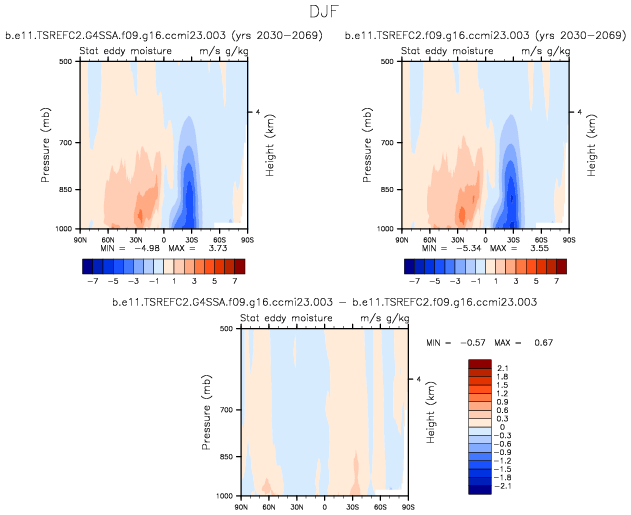 DJF
b.e11.TSREFC2.G4SSA.f09.g16.ccmi23.003 (yrs 2030-2069)
b.e11.TSREFC2.f09.g16.ccmi23.003 (yrs 2030-2069)
Stat eddy moisture m/s g/kg
Stat eddy moisture m/s g/kg
500
700
850
1000
Pressure (mb)
4
Height (km)
90N 60N 30N 0 30S 60S 90S
MIN = -4.98 MAX = 3.73
-7 -5 -3 -1 1 3 5 7
500
700
850
1000
Pressure (mb)
4
Height (km)
90N 60N 30N 0 30S 60S 90S
MIN = -5.34 MAX = 3.55
-7 -5 -3 -1 1 3 5 7
b.e11.TSREFC2.G4SSA.f09.g16.ccmi23.003 - b.e11.TSREFC2.f09.g16.ccmi23.003
Stat eddy moisture m/s g/kg
500
700
850
1000
Pressure (mb)
4
Height (km)
90N 60N 30N 0 30S 60S 90S
MIN = -0.57 MAX = 0.67
2.1
1.8
1.5
1.2
0.9
0.6
0.3
0
-0.3
-0.6
-0.9
-1.2
-1.5
-1.8
-2.1